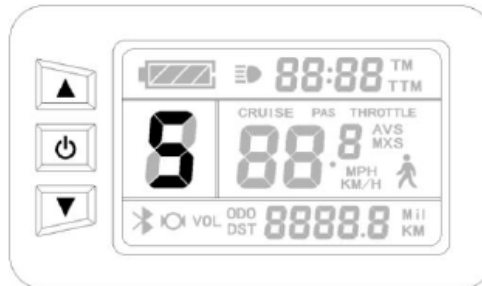 88:88 TM
TTM
5
CRUISE PAS THROTTLE
88.8 AVS
MXS
MPH
KM/H
VOL ODO
DST 8888.8 Mil
KM